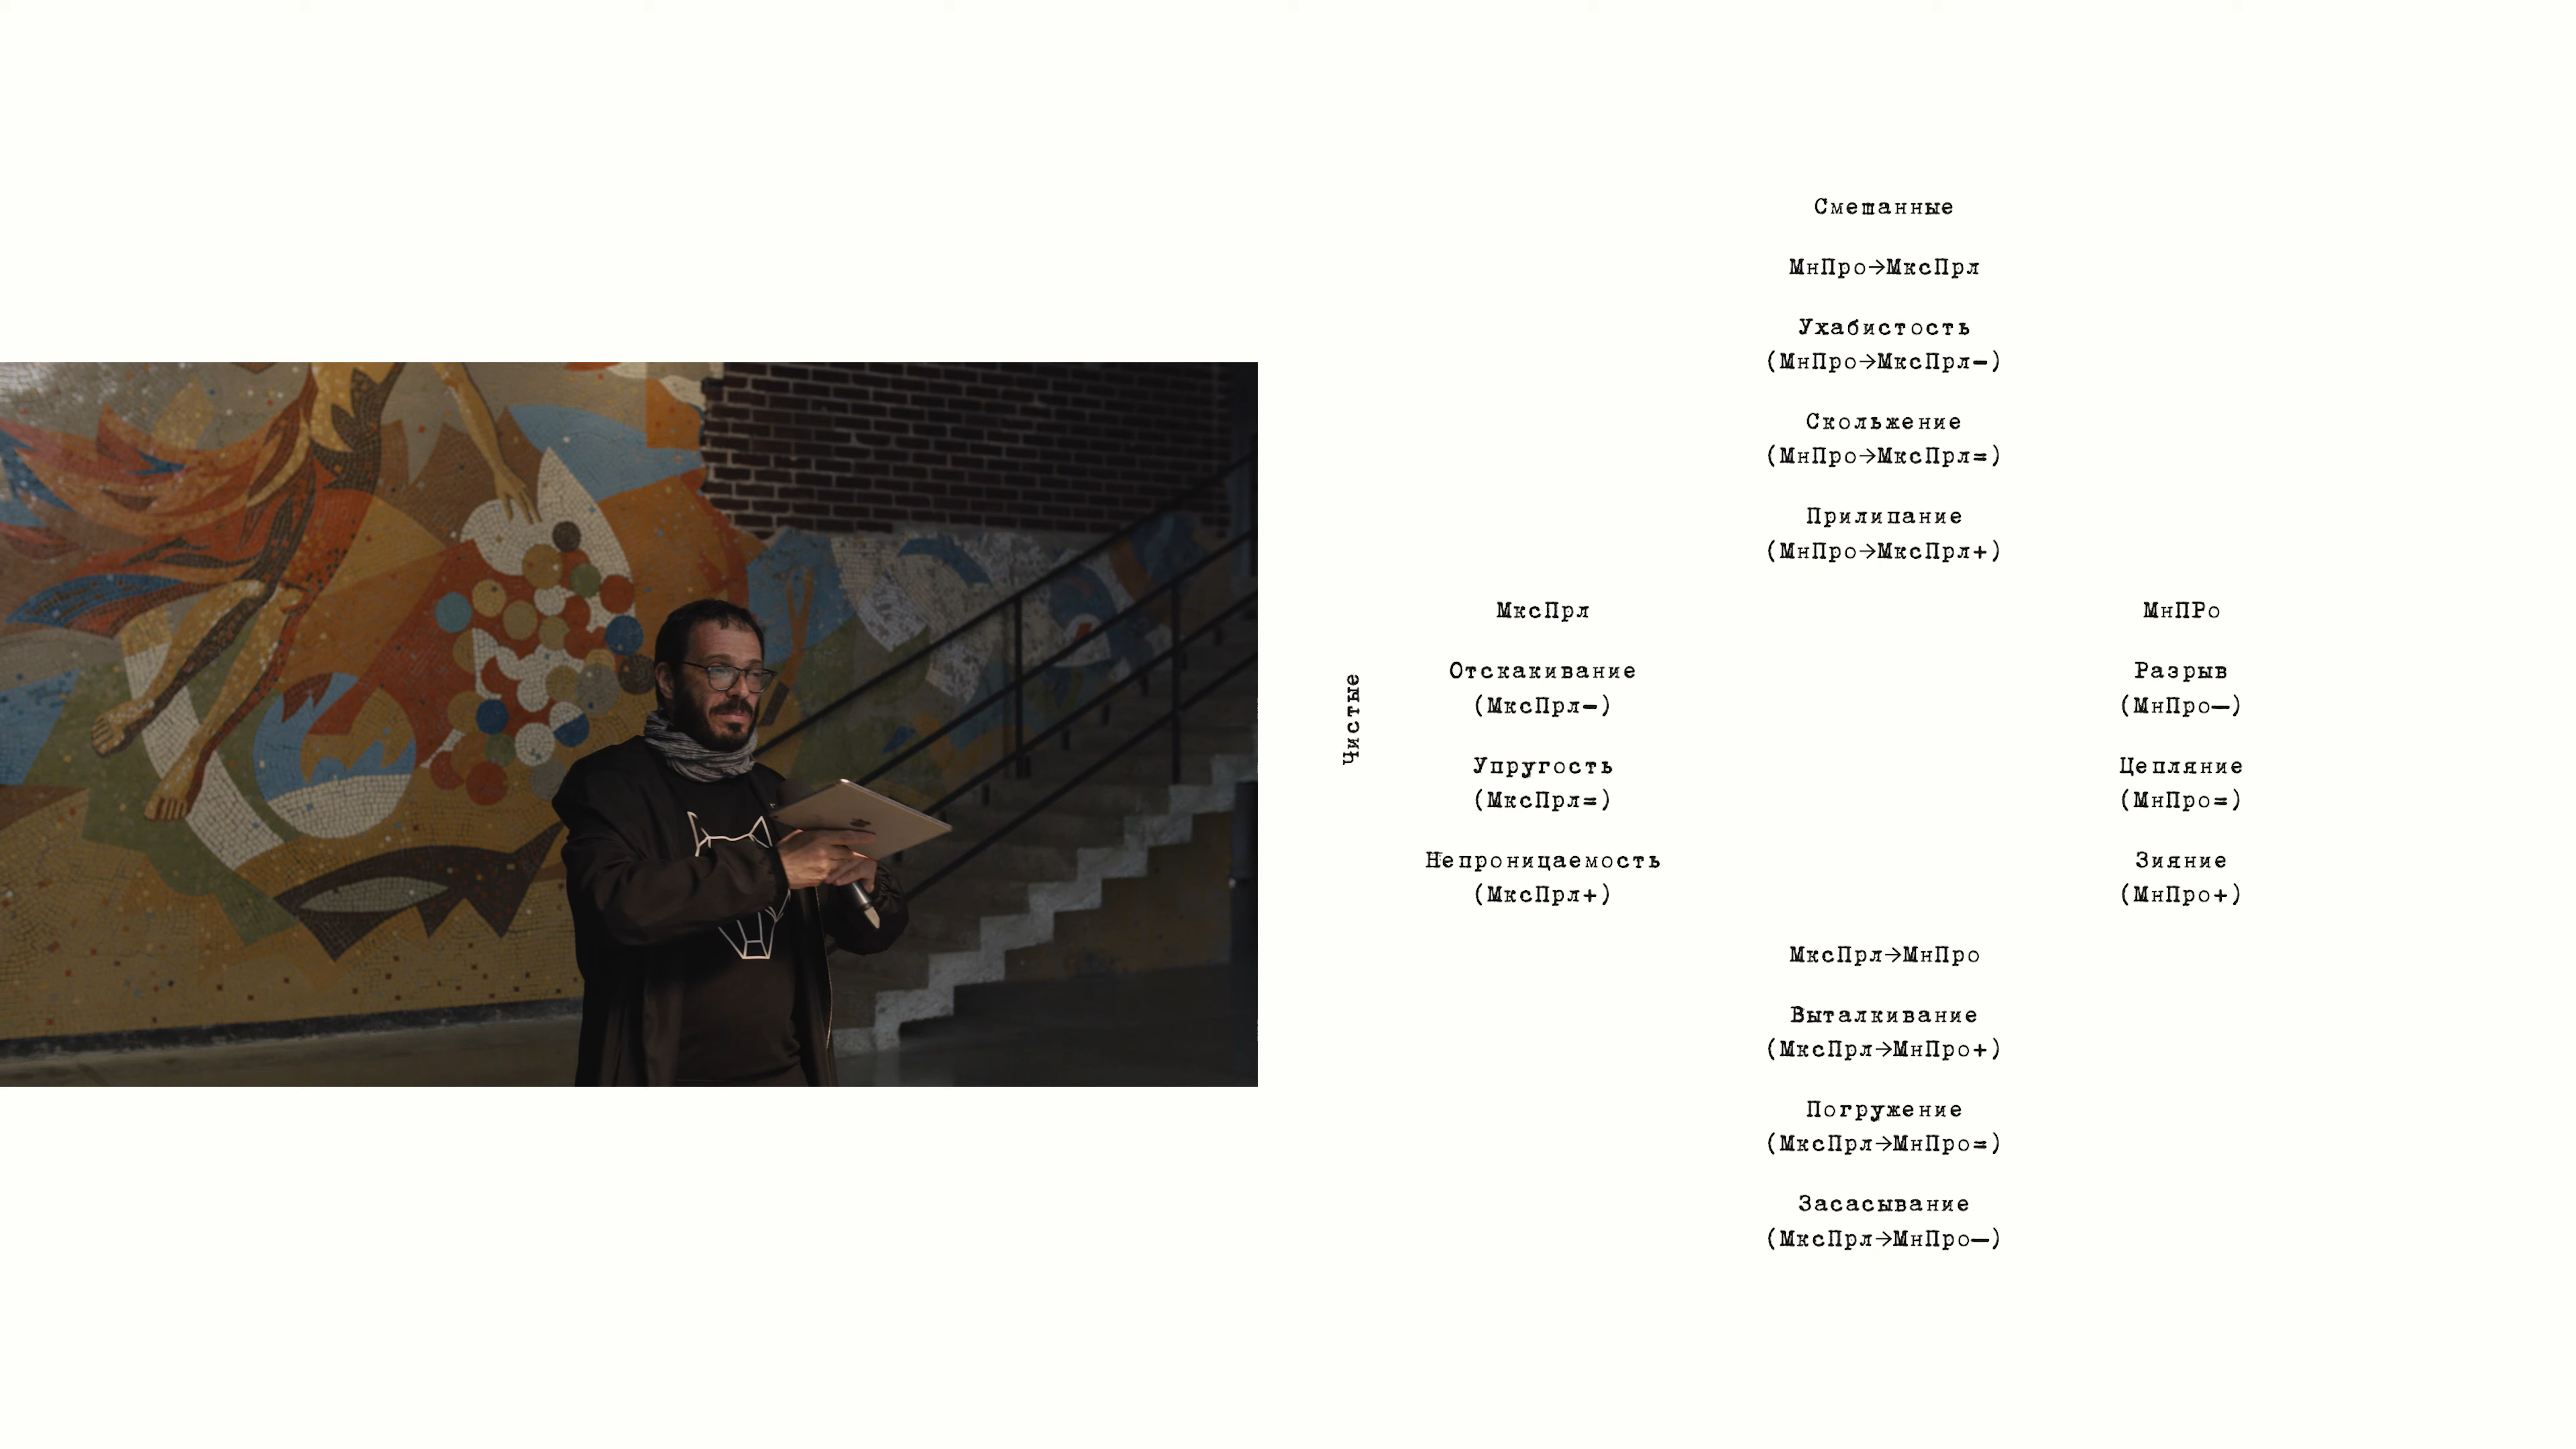 Смешанные
МнПро→МксПрл
Ухабистость
(МнПро→МксПрл-)
Скольжение
(МнПро→МксПрл=)
Прилипание
(МнПро→МксПрл+)
Чистые
МксПрл
Отскакивание
(МксПрл-)
Упругость
(МксПрл=)
Непроницаемость
(МксПрл+)
МнПРо
Разрыв
(МнПро—)
Цепляние
(МнПро=)
Зияние
(МнПро+)
МксПрл→МнПро
Выталкивание
(МксПрл→МнПро+)
Погружение
(МксПрл→МнПро=)
Засасывание
(МксПрл→МнПро—)